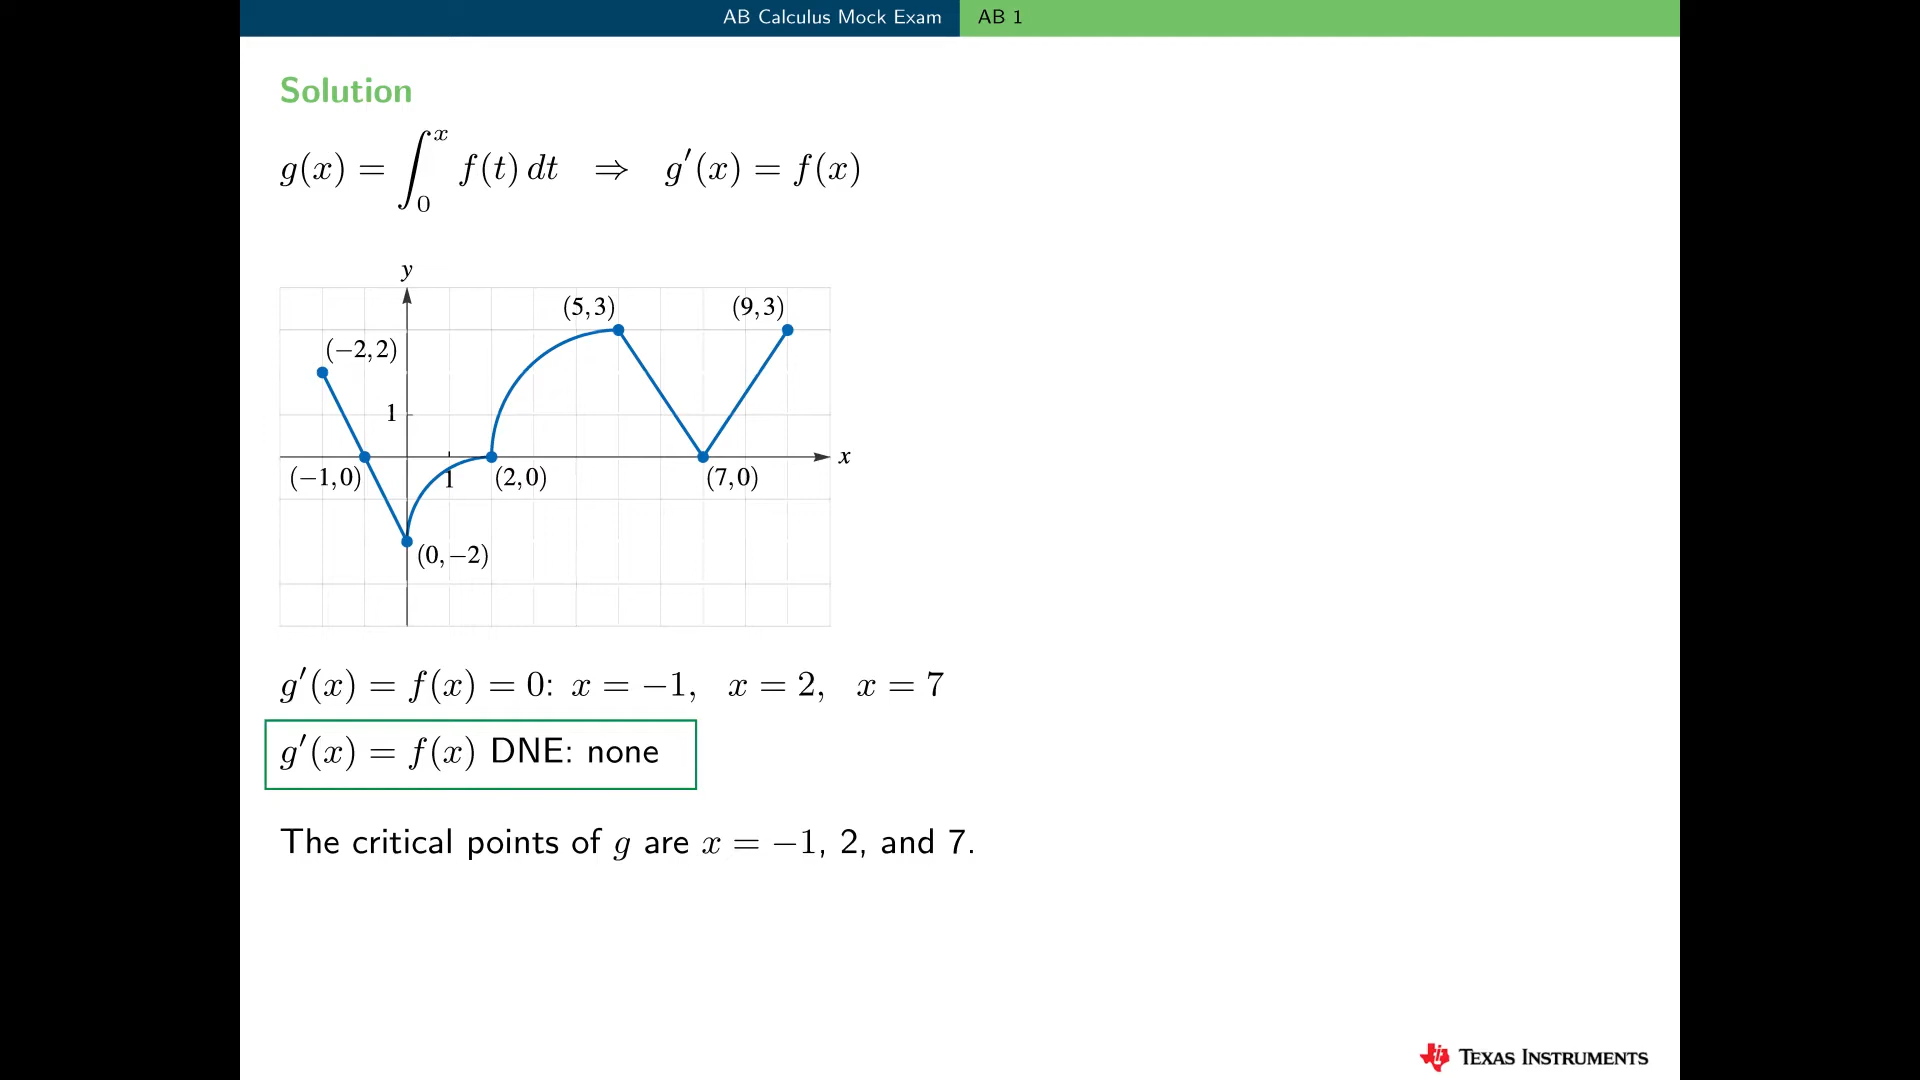 AB Calculus Mock Exam AB 1
Solution
g(x) = ∫₀ˣ f(t) dt ⇒ g′(x) = f(x)
y
(5,3) (9,3)
(−2,2)
1
x
(−1,0) 1 (2,0) (7,0)
(0,−2)
g′(x) = f(x) = 0: x = −1, x = 2, x = 7
g′(x) = f(x) DNE: none
The critical points of g are x = −1, 2, and 7.
TEXAS INSTRUMENTS